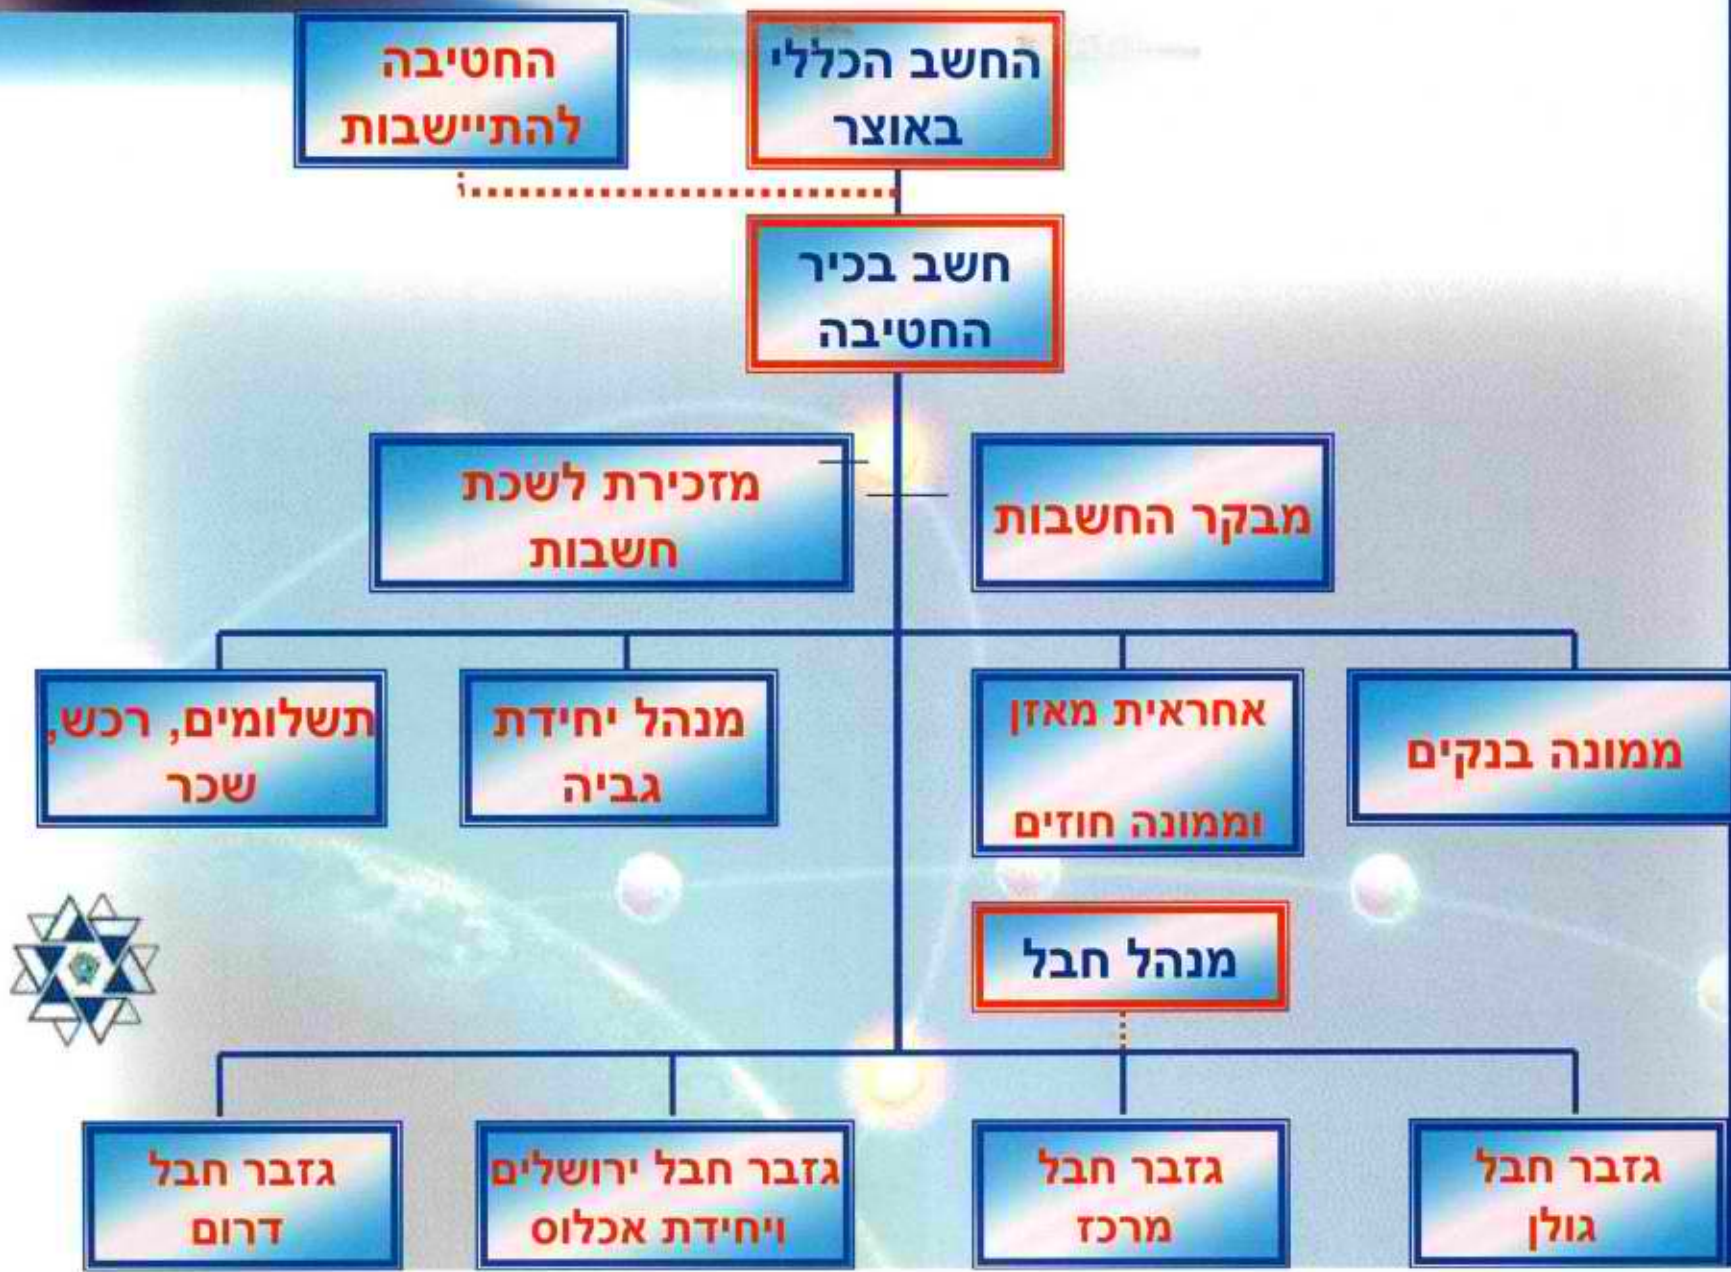 החשב הכללי
באוצר
החטיבה
להתיישבות
חשב בכיר
החטיבה
מבקר החשבות
מזכירת לשכת
חשבות
ממונה בנקים
אחראית מאזן
וממונה חוזים
מנהל יחידת
גביה
תשלומים, רכש,
שכר
מנהל חבל
גזבר חבל
גולן
גזבר חבל
מרכז
גזבר חבל ירושלים
ויחידת אכלוס
גזבר חבל
דרום